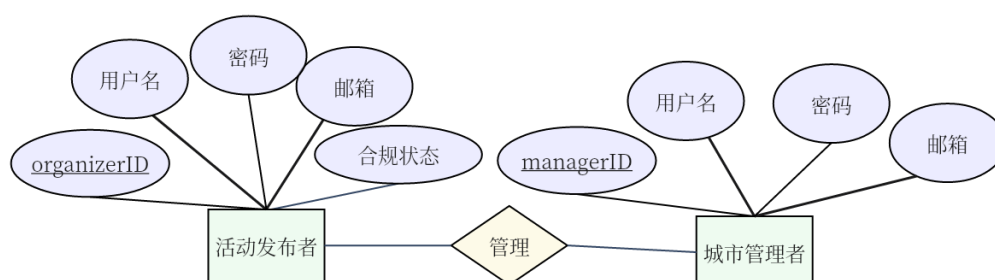 密码
用户名
邮箱
organizerID
合规状态
活动发布者
管理
用户名
密码
邮箱
managerID
城市管理者